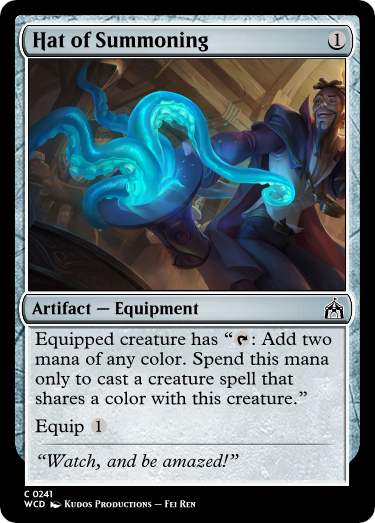 Hat of Summoning 1
Artifact — Equipment
Equipped creature has “T: Add two
mana of any color. Spend this mana
only to cast a creature spell that
shares a color with this creature.”
Equip 1
“Watch, and be amazed!”
C 0241
WCD Kudos Productions — Fei Ren